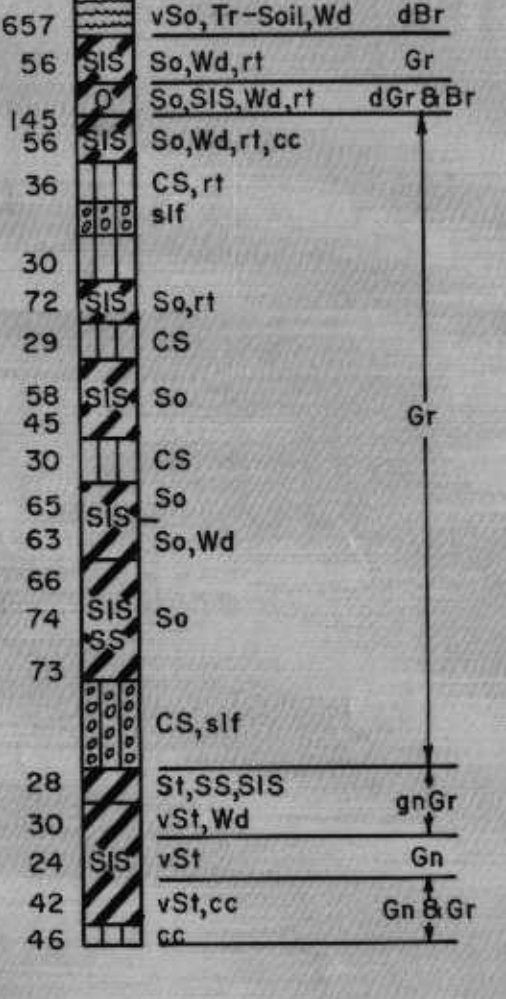 657 vSo,Tr-Soil,Wd dBr
56 SIS So,Wd,rt Gr
O So,SIS,Wd,rt dGr&Br
145
56 SIS So,Wd,rt,cc
36 CS,rt
slf
30
72 SIS So,rt
29 CS
58 SIS So
Gr
45
30 CS
65 So
SIS
63 So,Wd
66
SIS
74 So
SS
73
CS,slf
28 St,SS,SIS
gnGr
30 vSt,Wd
24 SIS vSt Gn
42 vSt,cc Gn&Gr
46 cc